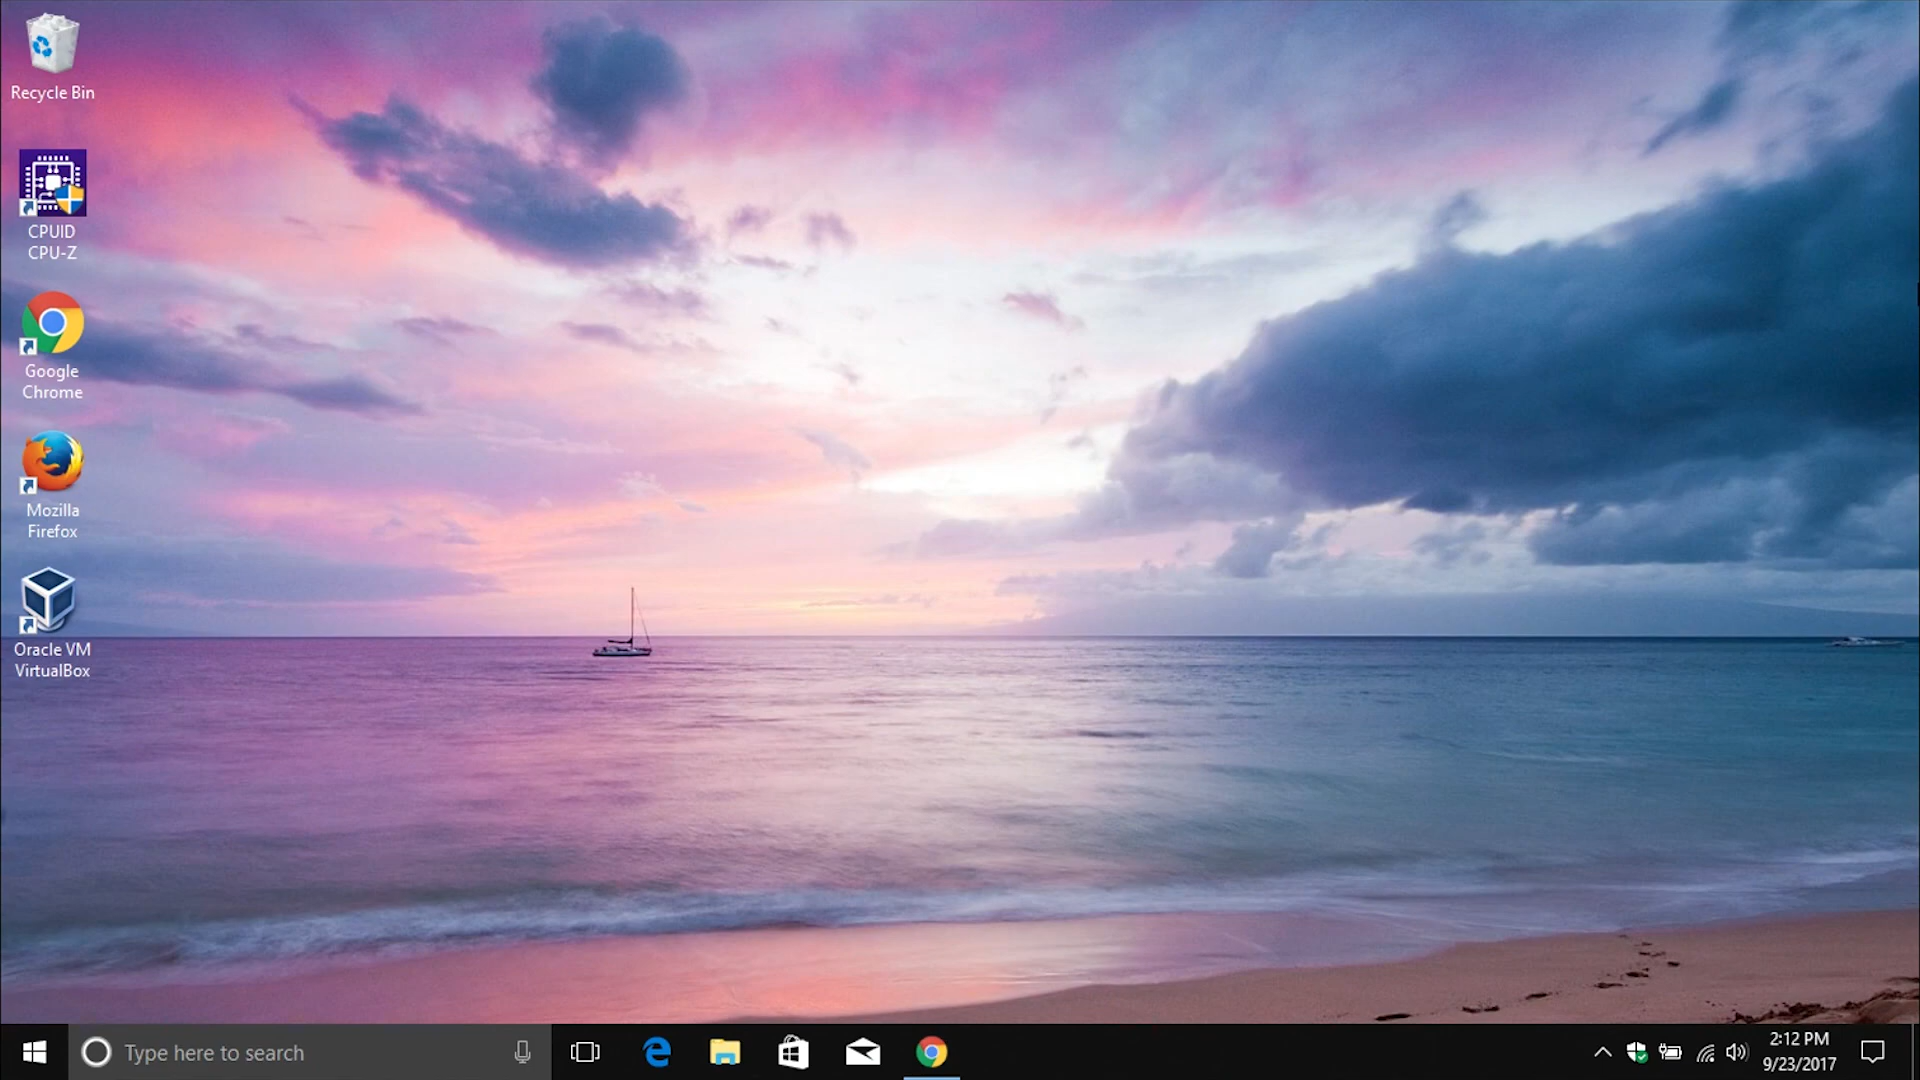 Recycle Bin
CPUID
CPU-Z
Google
Chrome
Mozilla
Firefox
Oracle VM
VirtualBox
Type here to search
2:12 PM
9/23/2017